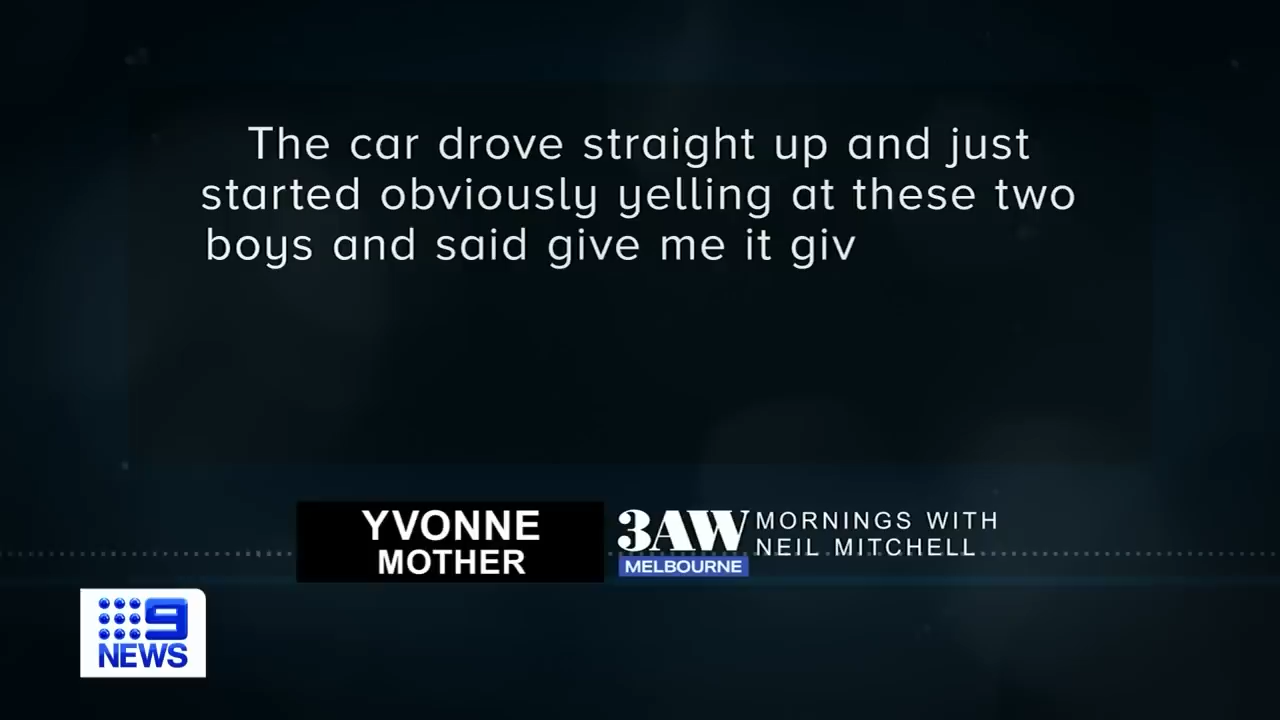 The car drove straight up and just
started obviously yelling at these two
boys and said give me it giv
YVONNE
MOTHER
3AW
MELBOURNE
MORNINGS WITH
NEIL MITCHELL
9
NEWS